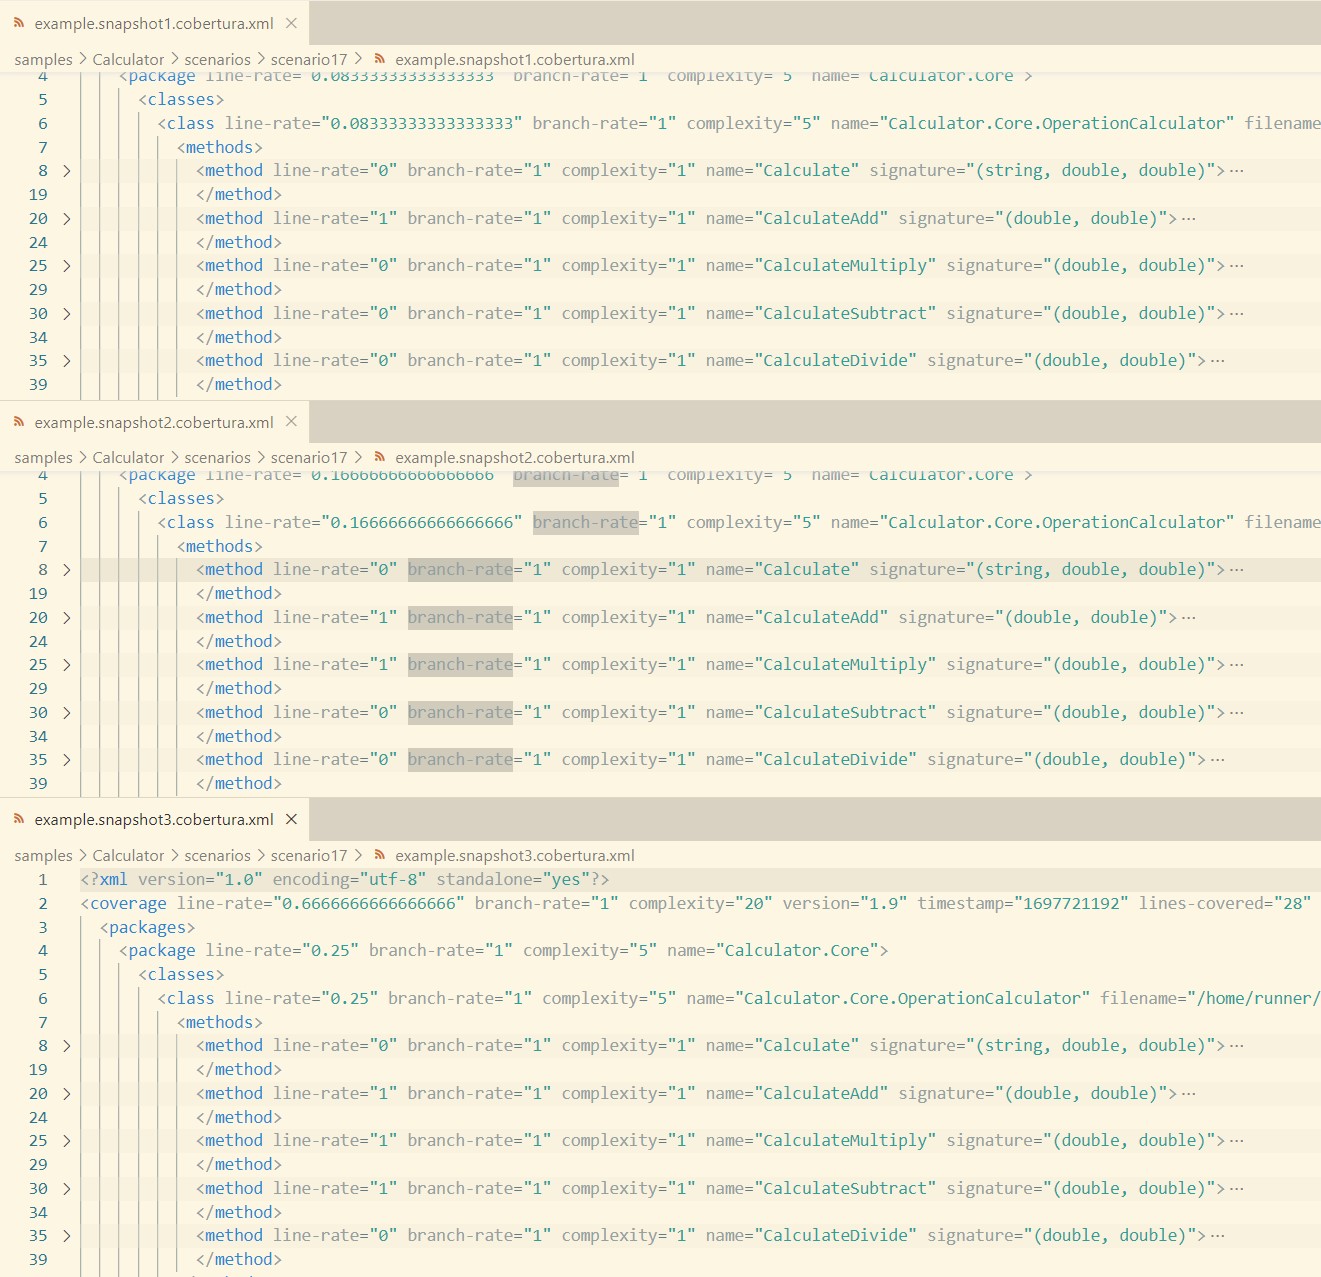 example.snapshot1.cobertura.xml ×
samples > Calculator > scenarios > scenario17 > example.snapshot1.cobertura.xml
4 <package line-rate="0.08333333333333333" branch-rate="1" complexity="5" name="Calculator.Core">
5 <classes>
6 <class line-rate="0.08333333333333333" branch-rate="1" complexity="5" name="Calculator.Core.OperationCalculator" filename
7 <methods>
8 > <method line-rate="0" branch-rate="1" complexity="1" name="Calculate" signature="(string, double, double)">···
19 </method>
20 > <method line-rate="1" branch-rate="1" complexity="1" name="CalculateAdd" signature="(double, double)">···
24 </method>
25 > <method line-rate="0" branch-rate="1" complexity="1" name="CalculateMultiply" signature="(double, double)">···
29 </method>
30 > <method line-rate="0" branch-rate="1" complexity="1" name="CalculateSubtract" signature="(double, double)">···
34 </method>
35 > <method line-rate="0" branch-rate="1" complexity="1" name="CalculateDivide" signature="(double, double)">···
39 </method>
example.snapshot2.cobertura.xml ×
samples > Calculator > scenarios > scenario17 > example.snapshot2.cobertura.xml
4 <package line-rate="0.16666666666666666" branch-rate="1" complexity="5" name="Calculator.Core">
5 <classes>
6 <class line-rate="0.16666666666666666" branch-rate="1" complexity="5" name="Calculator.Core.OperationCalculator" filename
7 <methods>
8 > <method line-rate="0" branch-rate="1" complexity="1" name="Calculate" signature="(string, double, double)">···
19 </method>
20 > <method line-rate="1" branch-rate="1" complexity="1" name="CalculateAdd" signature="(double, double)">···
24 </method>
25 > <method line-rate="1" branch-rate="1" complexity="1" name="CalculateMultiply" signature="(double, double)">···
29 </method>
30 > <method line-rate="0" branch-rate="1" complexity="1" name="CalculateSubtract" signature="(double, double)">···
34 </method>
35 > <method line-rate="0" branch-rate="1" complexity="1" name="CalculateDivide" signature="(double, double)">···
39 </method>
example.snapshot3.cobertura.xml ×
samples > Calculator > scenarios > scenario17 > example.snapshot3.cobertura.xml
1 <?xml version="1.0" encoding="utf-8" standalone="yes"?>
2 <coverage line-rate="0.6666666666666666" branch-rate="1" complexity="20" version="1.9" timestamp="1697721192" lines-covered="28"
3 <packages>
4 <package line-rate="0.25" branch-rate="1" complexity="5" name="Calculator.Core">
5 <classes>
6 <class line-rate="0.25" branch-rate="1" complexity="5" name="Calculator.Core.OperationCalculator" filename="/home/runner/
7 <methods>
8 > <method line-rate="0" branch-rate="1" complexity="1" name="Calculate" signature="(string, double, double)">···
19 </method>
20 > <method line-rate="1" branch-rate="1" complexity="1" name="CalculateAdd" signature="(double, double)">···
24 </method>
25 > <method line-rate="1" branch-rate="1" complexity="1" name="CalculateMultiply" signature="(double, double)">···
29 </method>
30 > <method line-rate="1" branch-rate="1" complexity="1" name="CalculateSubtract" signature="(double, double)">···
34 </method>
35 > <method line-rate="0" branch-rate="1" complexity="1" name="CalculateDivide" signature="(double, double)">···
39 </method>